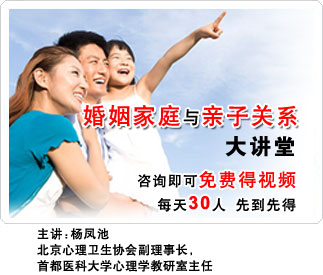 婚姻家庭与亲子关系
大讲堂
咨询即可免费得视频
每天30人 先到先得
主讲:杨凤池
北京心理卫生协会副理事长,
首都医科大学心理学教研室主任